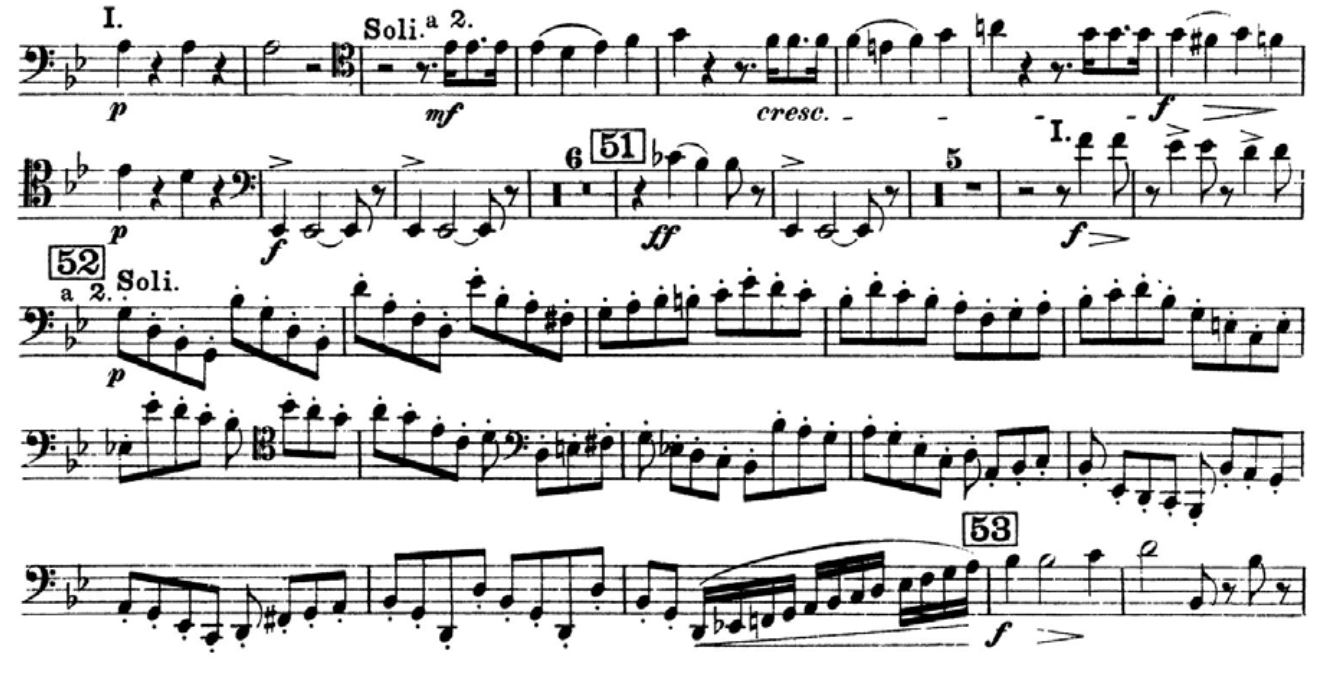 I. Soli. a 2.
p mf cresc. f
6 51 5 I.
p f ff f
52 a 2. Soli.
p
53
f